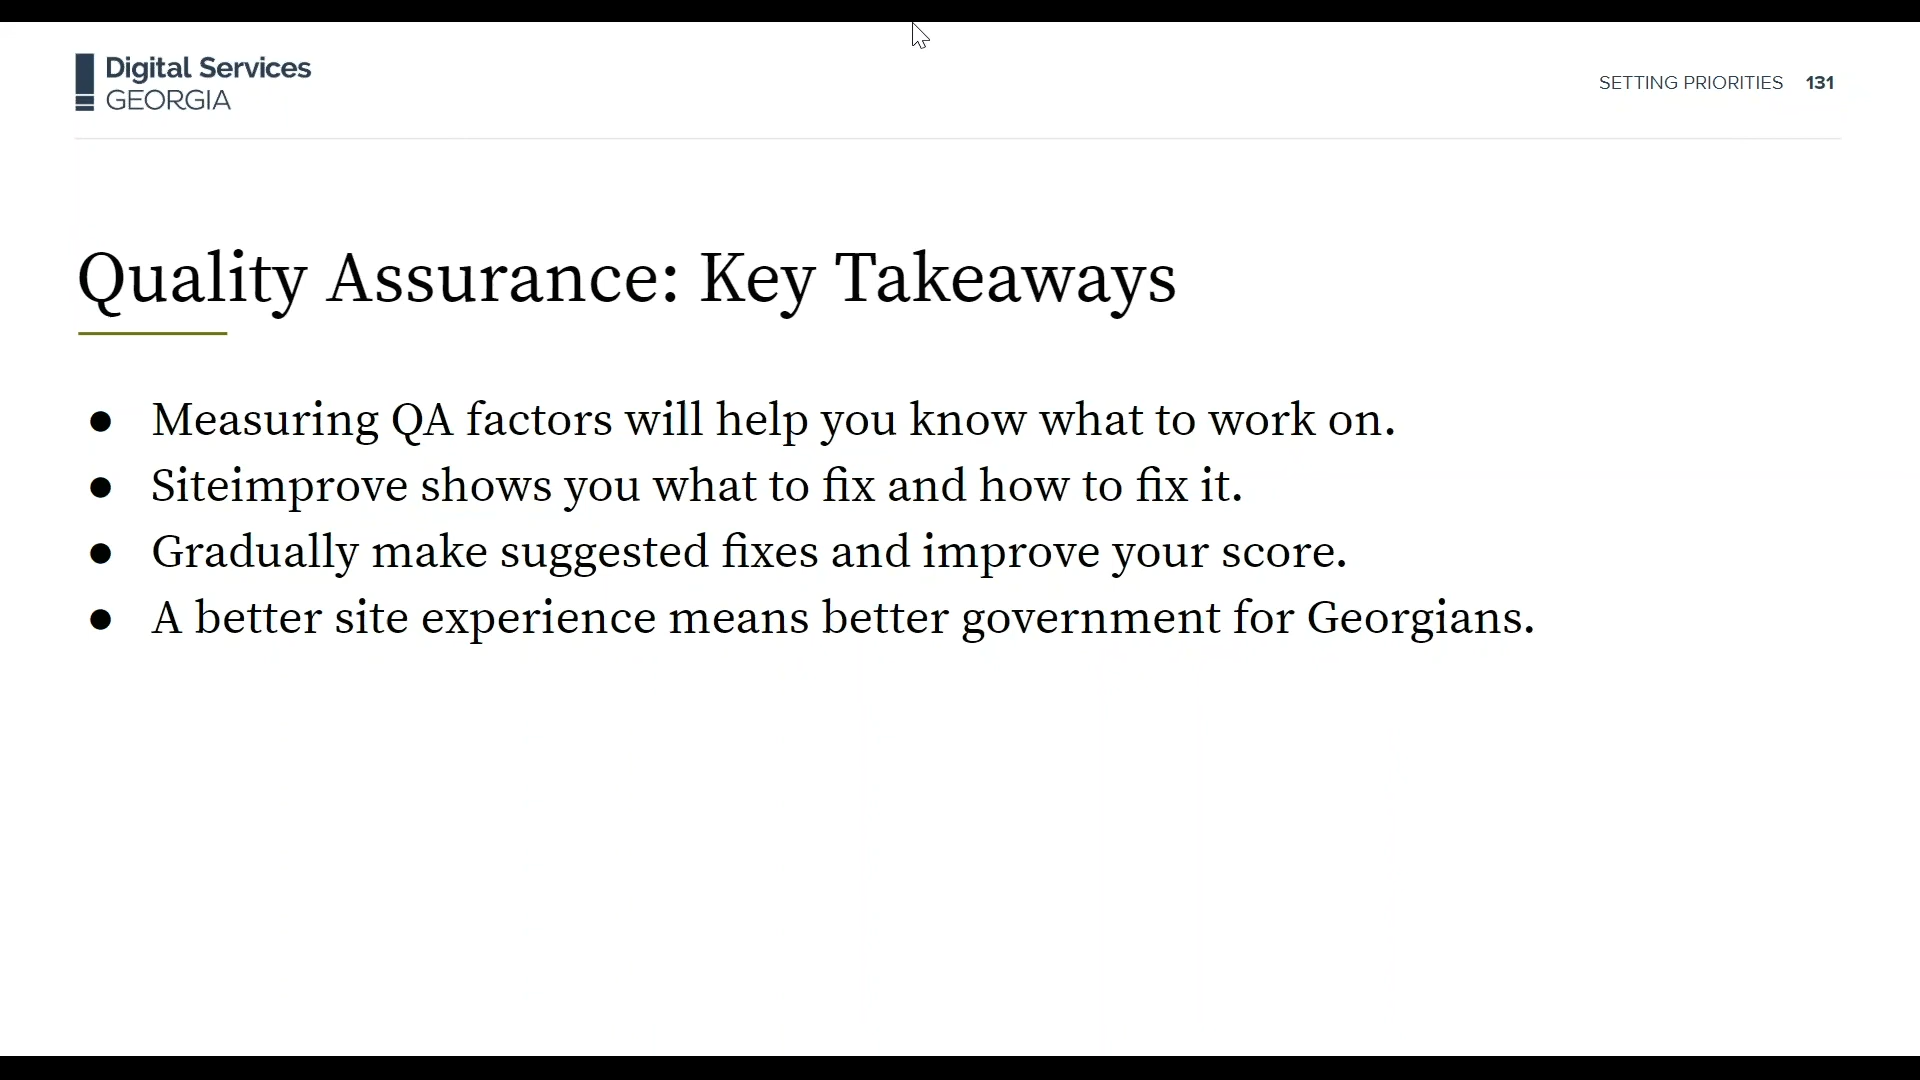 Digital Services
GEORGIA
SETTING PRIORITIES 131
Quality Assurance: Key Takeaways
● Measuring QA factors will help you know what to work on.
● Siteimprove shows you what to fix and how to fix it.
● Gradually make suggested fixes and improve your score.
● A better site experience means better government for Georgians.